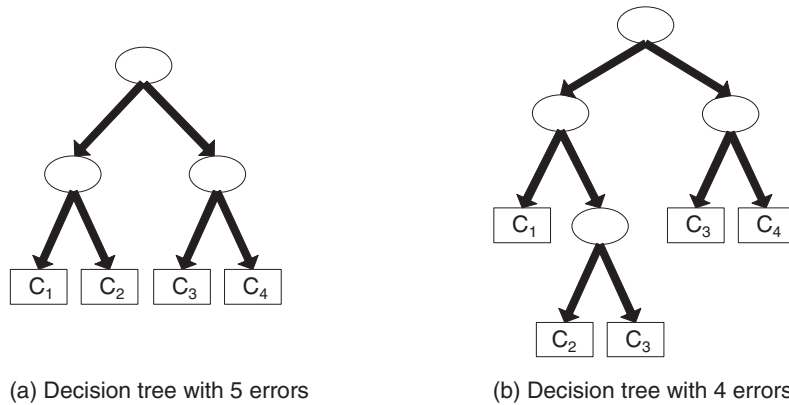 C₁ C₂ C₃ C₄
(a) Decision tree with 5 errors
C₁ C₃ C₄
C₂ C₃
(b) Decision tree with 4 errors